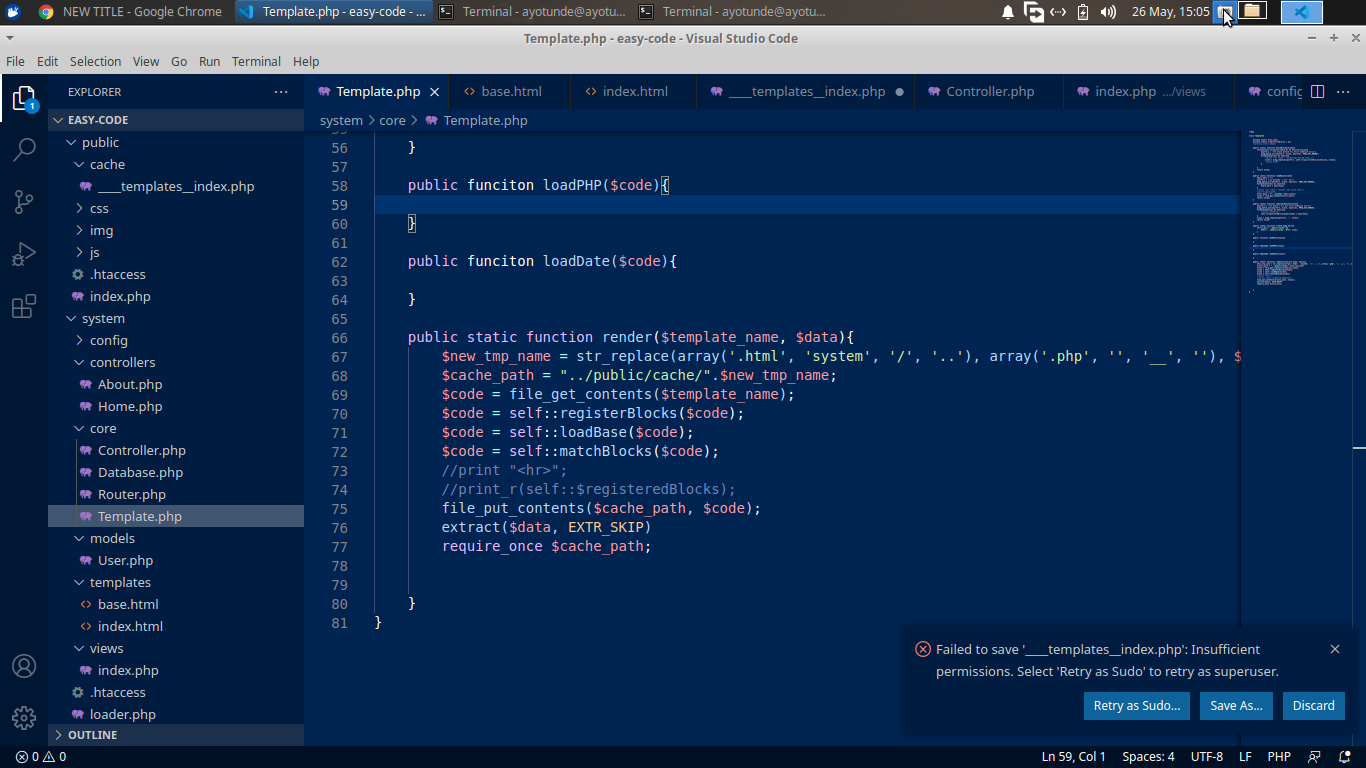 NEW TITLE - Google Chrome
Template.php - easy-code - ...
Terminal - ayotunde@ayotu...
Terminal - ayotunde@ayotu...
26 May, 15:05
Template.php - easy-code - Visual Studio Code
File Edit Selection View Go Run Terminal Help
EXPLORER
1
Template.php
base.html
index.html
____templates__index.php
Controller.php
index.php .../views
config
EASY-CODE
system > core > Template.php
public
cache
____templates__index.php
css
img
js
.htaccess
index.php
system
config
controllers
About.php
Home.php
core
Controller.php
Database.php
Router.php
Template.php
models
User.php
templates
base.html
index.html
views
index.php
.htaccess
loader.php
OUTLINE
56 }
57
58 public funciton loadPHP($code){
59
60 }
61
62 public funciton loadDate($code){
63
64 }
65
66 public static function render($template_name, $data){
67 $new_tmp_name = str_replace(array('.html', 'system', '/', '..'), array('.php', '', '__', ''), $
68 $cache_path = "../public/cache/".$new_tmp_name;
69 $code = file_get_contents($template_name);
70 $code = self::registerBlocks($code);
71 $code = self::loadBase($code);
72 $code = self::matchBlocks($code);
73 //print "<hr>";
74 //print_r(self::$registeredBlocks);
75 file_put_contents($cache_path, $code);
76 extract($data, EXTR_SKIP)
77 require_once $cache_path;
78
79
80 }
81 }
Failed to save '____templates__index.php': Insufficient
permissions. Select 'Retry as Sudo' to retry as superuser.
Retry as Sudo... Save As... Discard
0 0
Ln 59, Col 1 Spaces: 4 UTF-8 LF PHP